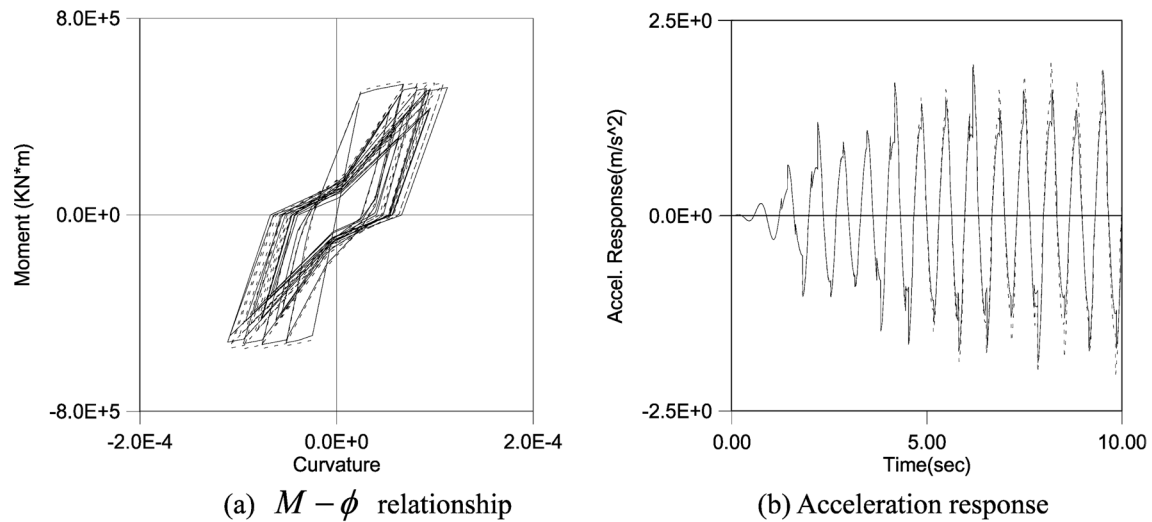 8.0E+5
Moment (KN*m)
0.0E+0
-8.0E+5
-2.0E-4 0.0E+0 2.0E-4
Curvature
(a) M − ϕ relationship
2.5E+0
Accel. Response(m/s^2)
0.0E+0
-2.5E+0
0.00 5.00 10.00
Time(sec)
(b) Acceleration response